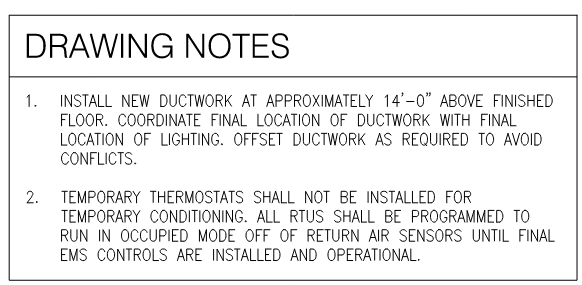 DRAWING NOTES
1. INSTALL NEW DUCTWORK AT APPROXIMATELY 14'-0" ABOVE FINISHED
FLOOR. COORDINATE FINAL LOCATION OF DUCTWORK WITH FINAL
LOCATION OF LIGHTING. OFFSET DUCTWORK AS REQUIRED TO AVOID
CONFLICTS.
2. TEMPORARY THERMOSTATS SHALL NOT BE INSTALLED FOR
TEMPORARY CONDITIONING. ALL RTUS SHALL BE PROGRAMMED TO
RUN IN OCCUPIED MODE OFF OF RETURN AIR SENSORS UNTIL FINAL
EMS CONTROLS ARE INSTALLED AND OPERATIONAL.